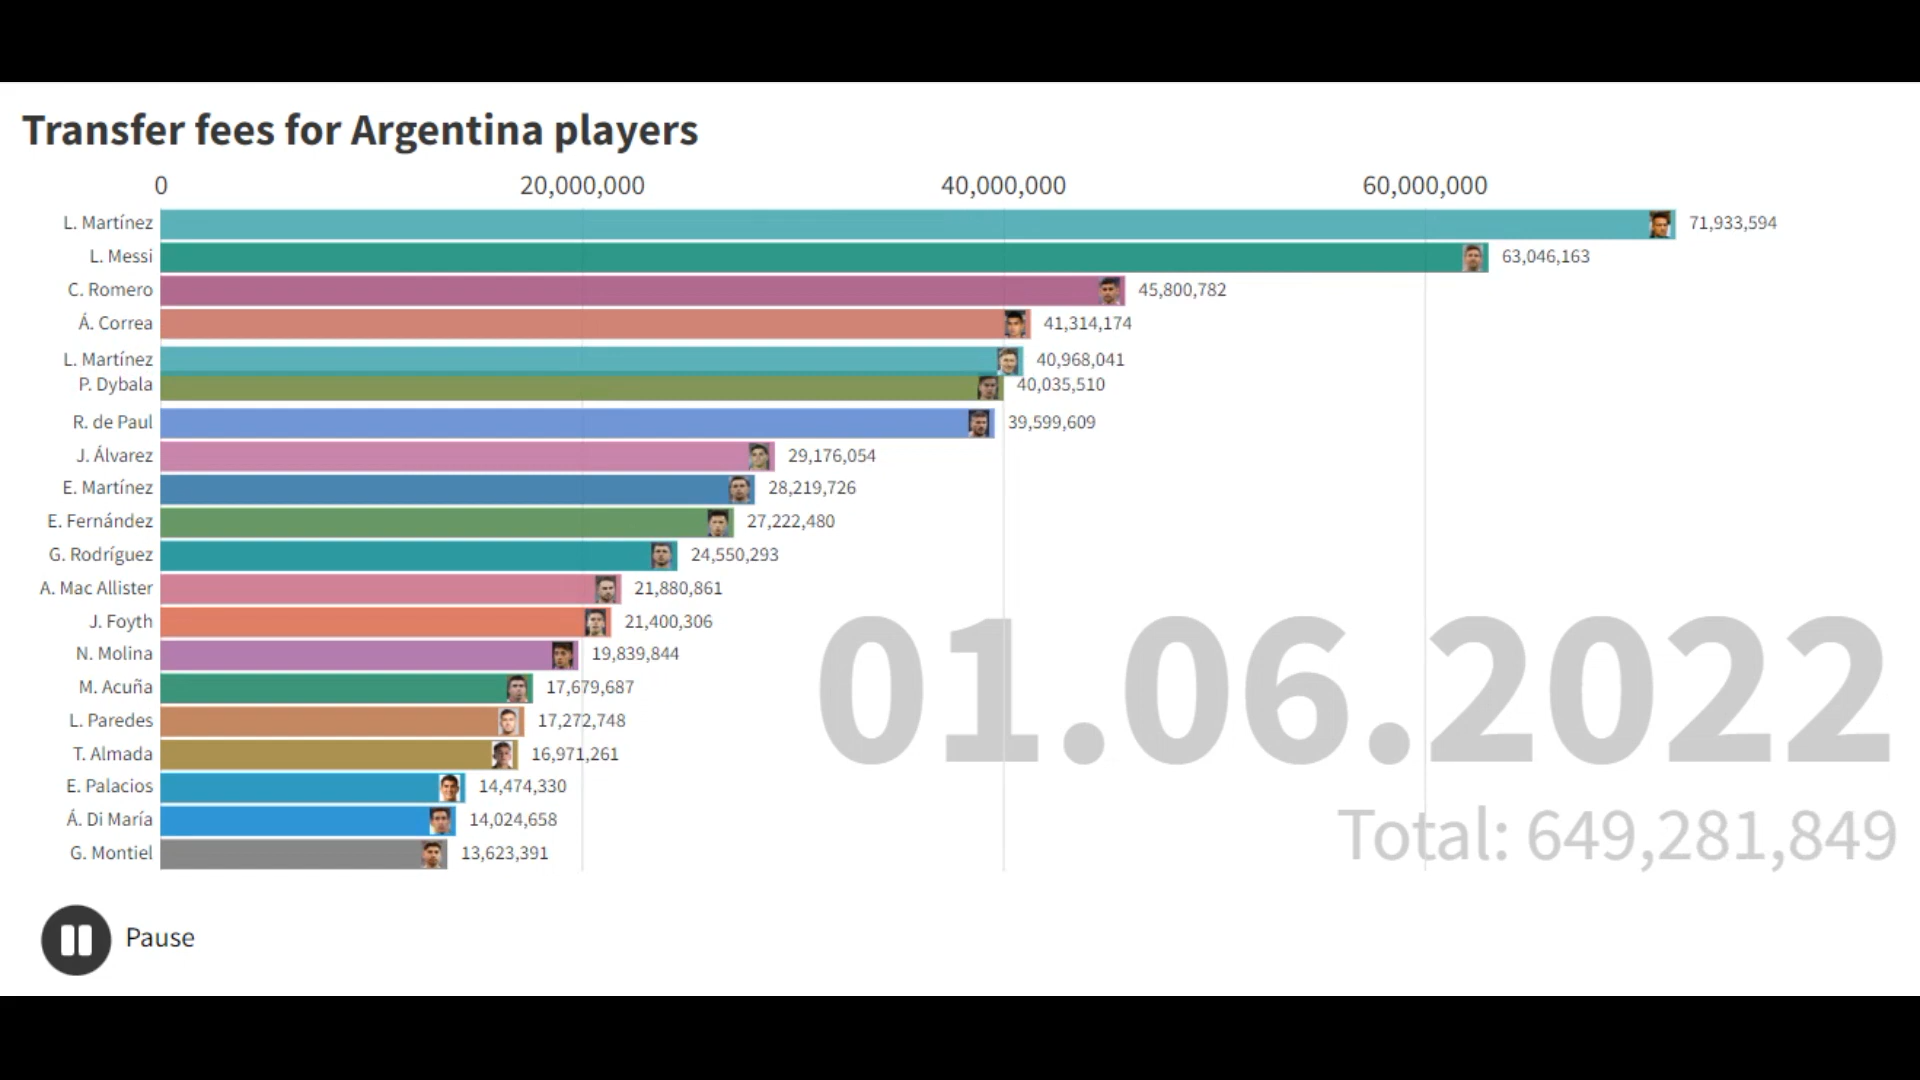 Transfer fees for Argentina players
0 20,000,000 40,000,000 60,000,000
L. Martínez 71,933,594
L. Messi 63,046,163
C. Romero 45,800,782
Á. Correa 41,314,174
L. Martínez 40,968,041
P. Dybala 40,035,510
R. de Paul 39,599,609
J. Álvarez 29,176,054
E. Martínez 28,219,726
E. Fernández 27,222,480
G. Rodríguez 24,550,293
A. Mac Allister 21,880,861
J. Foyth 21,400,306
N. Molina 19,839,844
M. Acuña 17,679,687
L. Paredes 17,272,748
T. Almada 16,971,261
E. Palacios 14,474,330
Á. Di María 14,024,658
G. Montiel 13,623,391
01.06.2022
Total: 649,281,849
Pause